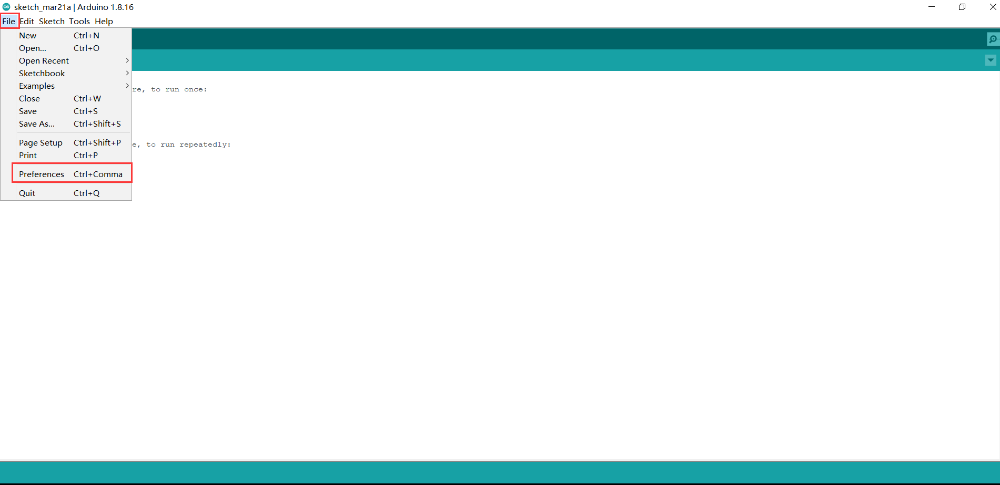 sketch_mar21a | Arduino 1.8.16
File Edit Sketch Tools Help
New Ctrl+N
Open... Ctrl+O
Open Recent
Sketchbook
Examples
re, to run once:
Close Ctrl+W
Save Ctrl+S
Save As... Ctrl+Shift+S
Page Setup Ctrl+Shift+P
e, to run repeatedly:
Print Ctrl+P
Preferences Ctrl+Comma
Quit Ctrl+Q